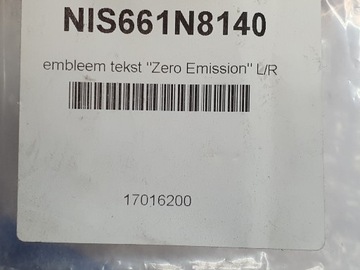 NIS661N8140
embleem tekst "Zero Emission" L/R
17016200